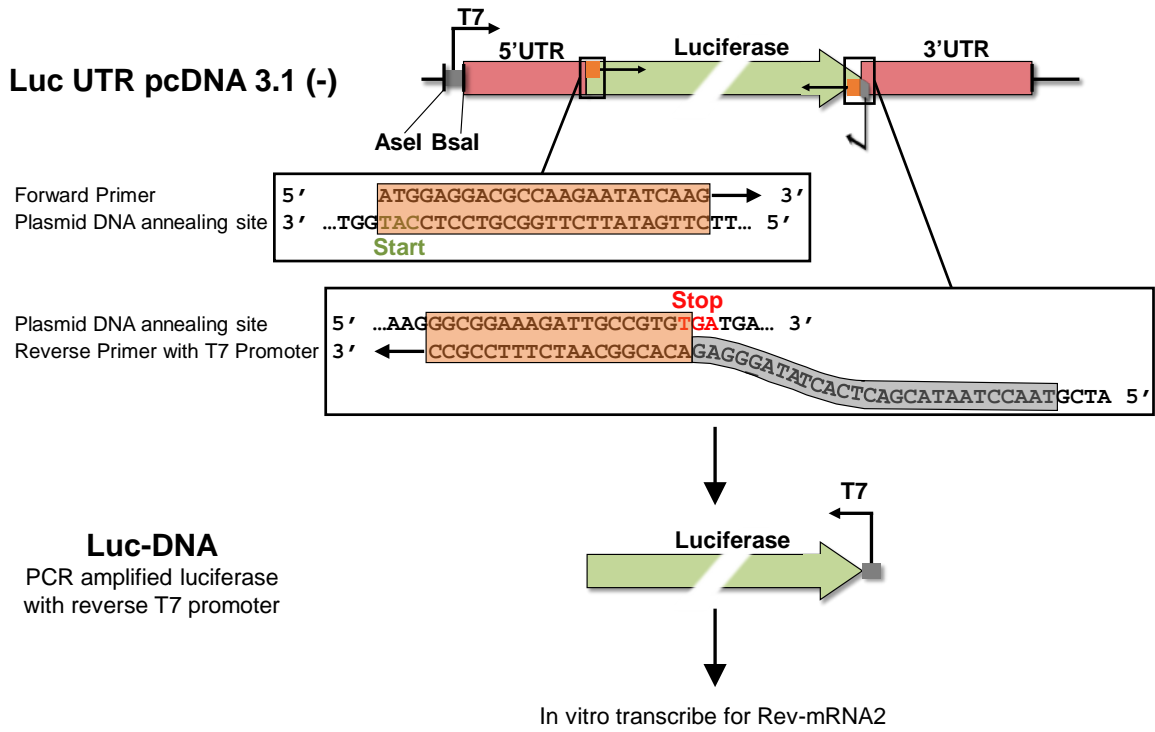 T7
5’UTR
Luciferase
3’UTR
Luc UTR pcDNA 3.1 (-)
AseI BsaI
Forward Primer 5’ ATGGAGGACGCCAAGAATATCAAG 3’
Plasmid DNA annealing site 3’ …TGGTACCTCCTGCGGTTCTTATAGTTCTT… 5’
Start
Stop
Plasmid DNA annealing site 5’ …AAGGGCGGAAAGATTGCCGTGTGATGA… 3’
Reverse Primer with T7 Promoter 3’ CCGCCTTTCTAACGGCACAGAGGGATATCACTCAGCATAATCCAATGCTA 5’
T7
Luc-DNA
PCR amplified luciferase
with reverse T7 promoter
Luciferase
In vitro transcribe for Rev-mRNA2